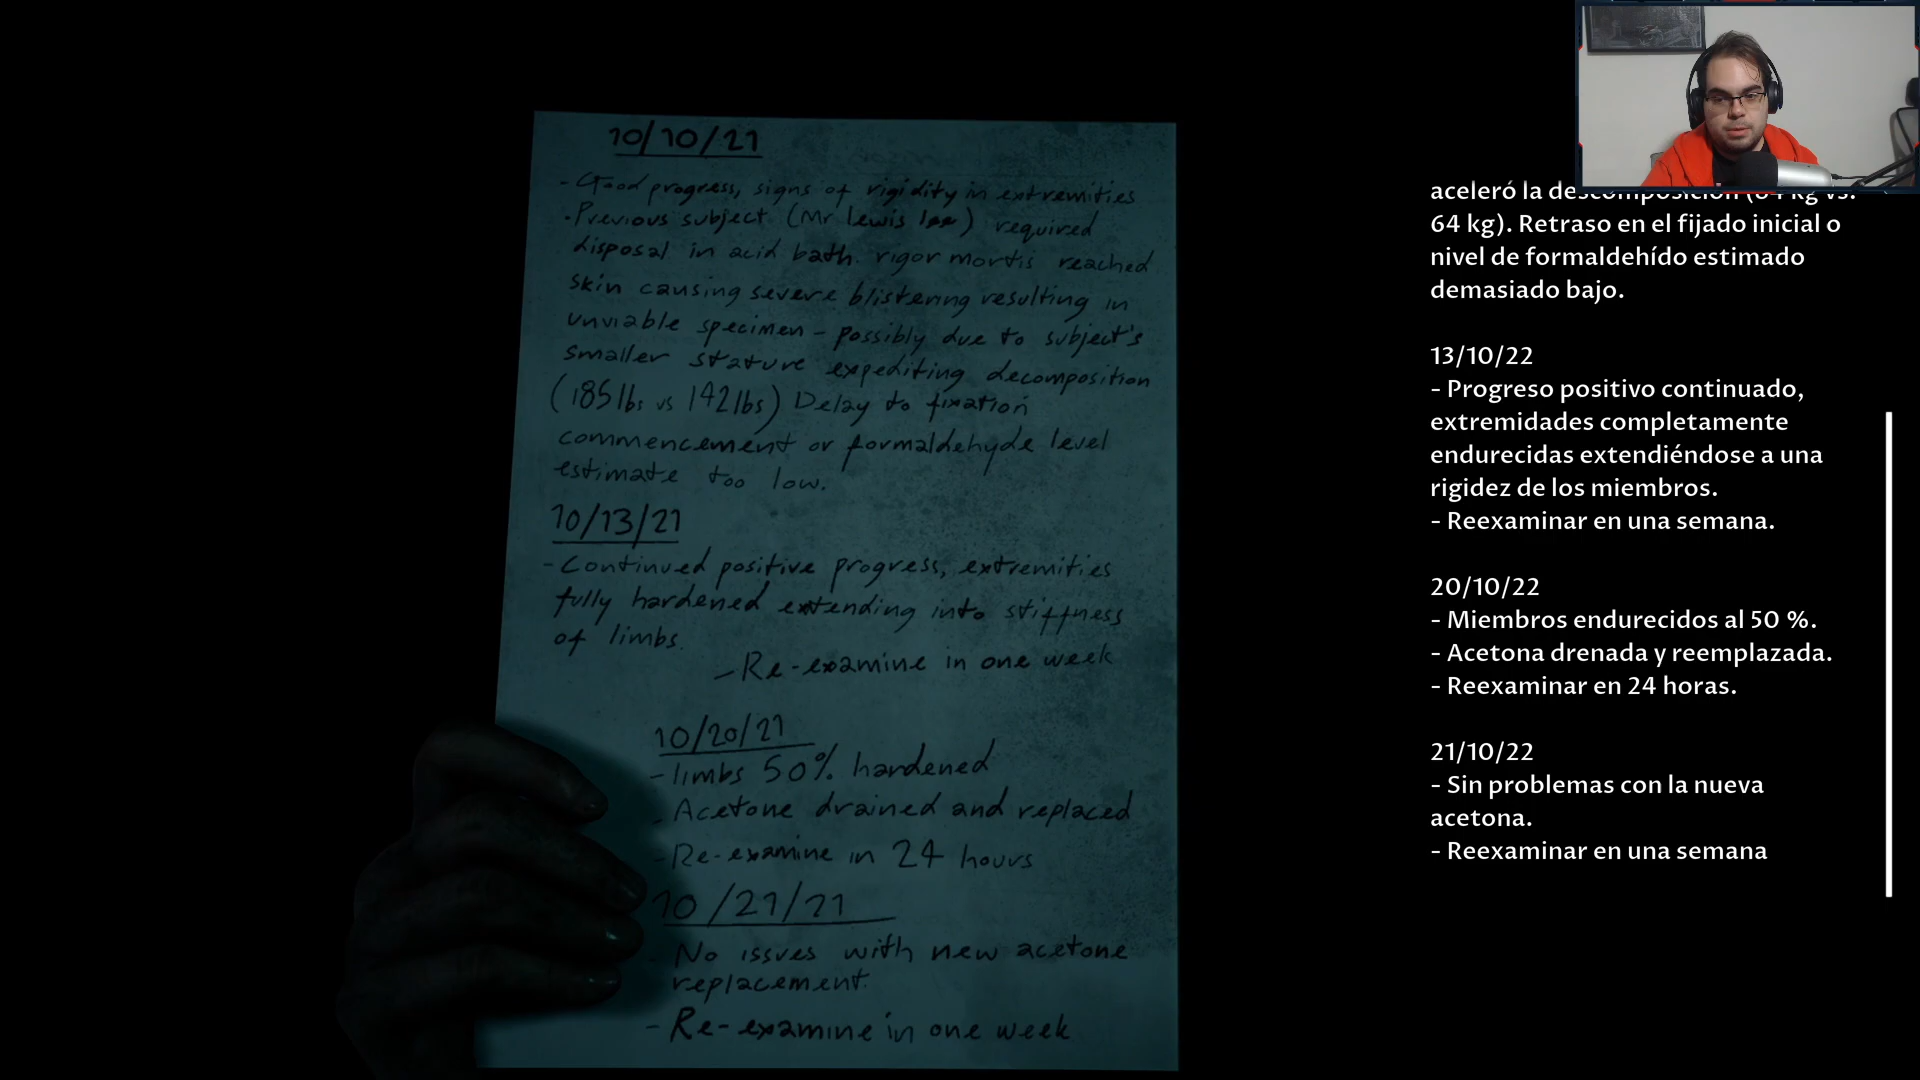 10/10/21
- Good progress, signs of rigidity in extremities
- Previous subject (Mr Lewis lee) required
disposal in acid bath. rigor mortis reached
skin causing severe blistering resulting in
unviable specimen - possibly due to subject's
smaller stature expediting decomposition
(185lbs vs 142lbs) Delay to fixation
commencement or formaldehyde level
estimate too low.
10/13/21
- Continued positive progress, extremities
fully hardened extending into stiffness
of limbs.
- Re-examine in one week
10/20/21
- limbs 50% hardened
- Acetone drained and replaced
- Re-examine in 24 hours
10/21/21
- No issues with new acetone
replacement.
- Re-examine in one week
aceleró la descomposición (84 kg vs.
64 kg). Retraso en el fijado inicial o
nivel de formaldehído estimado
demasiado bajo.
13/10/22
- Progreso positivo continuado,
extremidades completamente
endurecidas extendiéndose a una
rigidez de los miembros.
- Reexaminar en una semana.
20/10/22
- Miembros endurecidos al 50 %.
- Acetona drenada y reemplazada.
- Reexaminar en 24 horas.
21/10/22
- Sin problemas con la nueva
acetona.
- Reexaminar en una semana